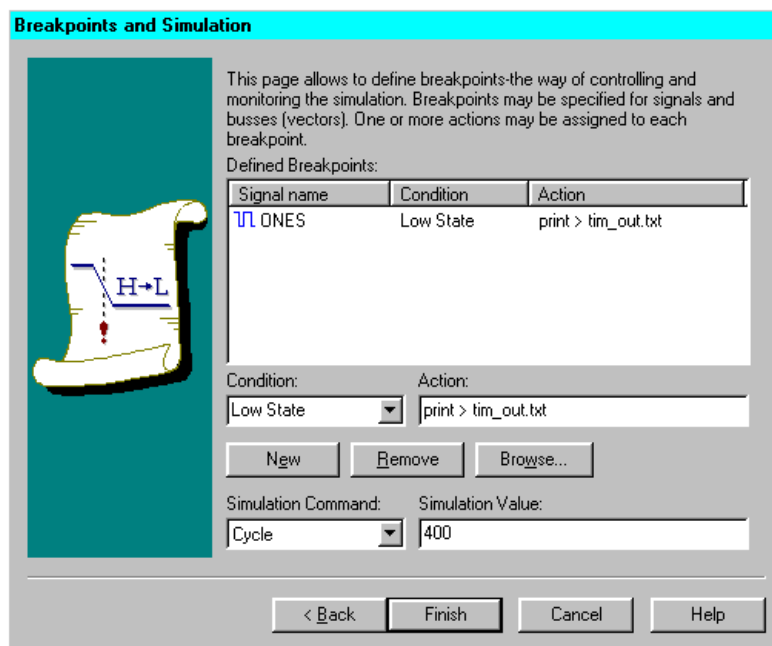 Breakpoints and Simulation
This page allows to define breakpoints-the way of controlling and
monitoring the simulation. Breakpoints may be specified for signals and
busses (vectors). One or more actions may be assigned to each
breakpoint.
Defined Breakpoints:
Signal name Condition Action
ONES Low State print > tim_out.txt
H→L
Condition: Action:
Low State print > tim_out.txt
New Remove Browse...
Simulation Command: Simulation Value:
Cycle 400
< Back Finish Cancel Help